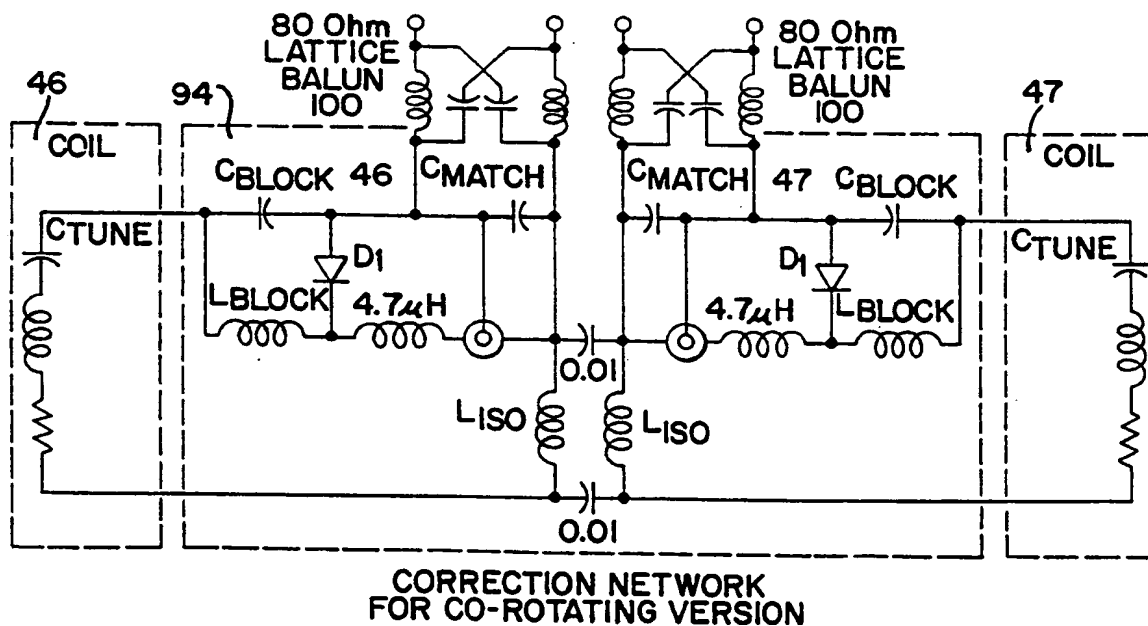 80 Ohm
LATTICE
BALUN
100
80 Ohm
LATTICE
BALUN
100
46
94
47
COIL
COIL
CBLOCK
46
CMATCH
CMATCH
47
CBLOCK
CTUNE
CTUNE
D1
D1
LBLOCK
4.7μH
4.7μH
LBLOCK
0.01
LISO
LISO
0.01
CORRECTION NETWORK
FOR CO-ROTATING VERSION